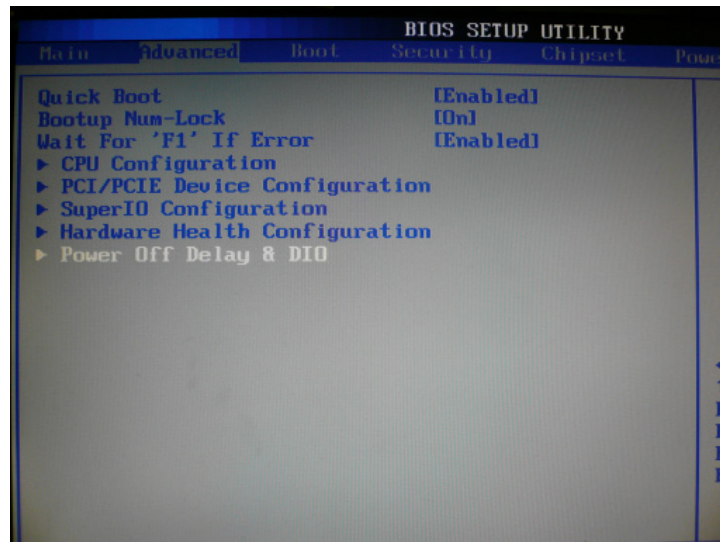 BIOS SETUP UTILITY
Main Advanced Boot Security Chipset
Quick Boot [Enabled]
Bootup Num-Lock [On]
Wait For 'F1' If Error [Enabled]
► CPU Configuration
► PCI/PCIE Device Configuration
► SuperIO Configuration
► Hardware Health Configuration
► Power Off Delay & DIO